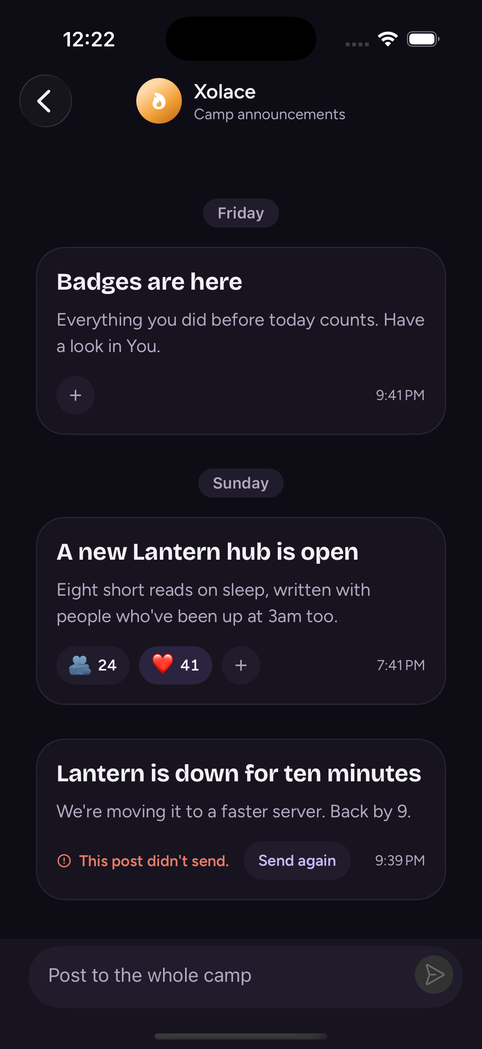 12:22
Xolace
Camp announcements
Friday
Badges are here
Everything you did before today counts. Have
a look in You.
+
9:41 PM
Sunday
A new Lantern hub is open
Eight short reads on sleep, written with
people who've been up at 3am too.
🫂 24 ❤️ 41 + 7:41 PM
Lantern is down for ten minutes
We're moving it to a faster server. Back by 9.
This post didn't send. Send again 9:39 PM
Post to the whole camp